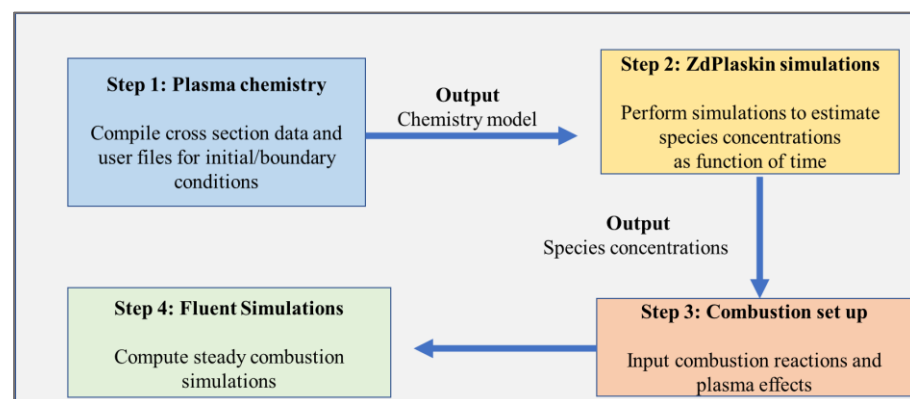 Step 1: Plasma chemistry
Compile cross section data and
user files for initial/boundary
conditions
Output
Chemistry model
Step 2: ZdPlaskin simulations
Perform simulations to estimate
species concentrations
as function of time
Output
Species concentrations
Step 3: Combustion set up
Input combustion reactions and
plasma effects
Step 4: Fluent Simulations
Compute steady combustion
simulations